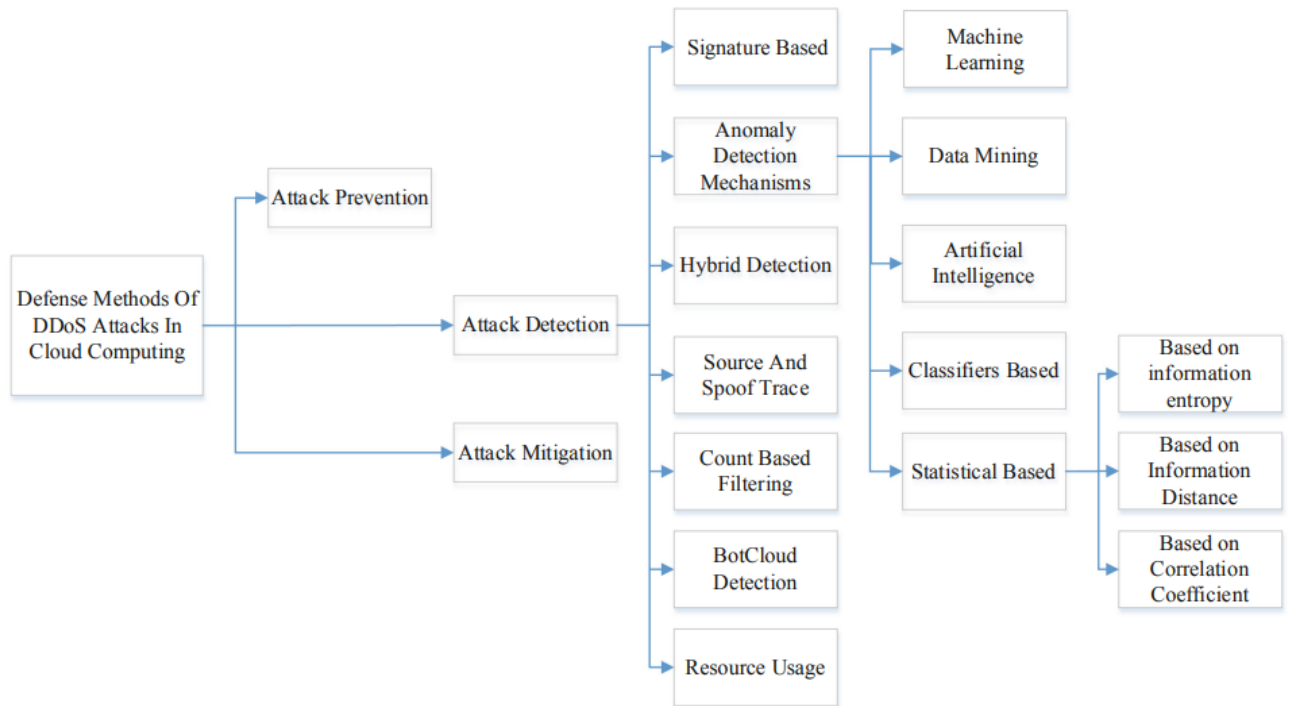 Defense Methods Of
DDoS Attacks In
Cloud Computing
Attack Prevention
Attack Detection
Attack Mitigation
Signature Based
Anomaly
Detection
Mechanisms
Hybrid Detection
Source And
Spoof Trace
Count Based
Filtering
BotCloud
Detection
Resource Usage
Machine
Learning
Data Mining
Artificial
Intelligence
Classifiers Based
Statistical Based
Based on
information
entropy
Based on
Information
Distance
Based on
Correlation
Coefficient